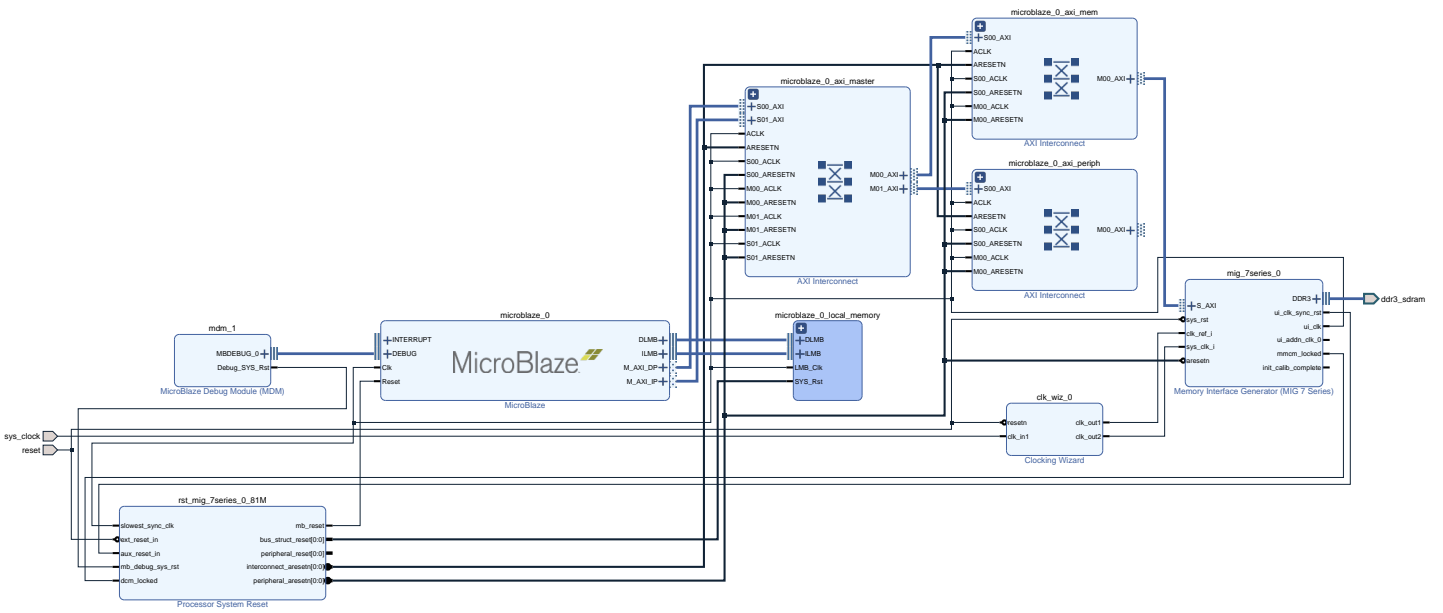 microblaze_0_axi_mem
S00_AXI
ACLK
ARESETN
S00_ACLK
S00_ARESETN
M00_ACLK
M00_ARESETN
M00_AXI
AXI Interconnect
microblaze_0_axi_master
S00_AXI
S01_AXI
ACLK
ARESETN
S00_ACLK
S00_ARESETN
M00_ACLK
M00_ARESETN
M01_ACLK
M01_ARESETN
S01_ACLK
S01_ARESETN
M00_AXI
M01_AXI
AXI Interconnect
microblaze_0_axi_periph
S00_AXI
ACLK
ARESETN
S00_ACLK
S00_ARESETN
M00_ACLK
M00_ARESETN
M00_AXI
AXI Interconnect
mig_7series_0
S_AXI
sys_rst
clk_ref_i
sys_clk_i
aresetn
DDR3
ui_clk_sync_rst
ui_clk
ui_addn_clk_0
mmcm_locked
init_calib_complete
Memory Interface Generator (MIG 7 Series)
ddr3_sdram
mdm_1
MBDEBUG_0
Debug_SYS_Rst
MicroBlaze Debug Module (MDM)
microblaze_0
INTERRUPT
DEBUG
Clk
Reset
MicroBlaze
DLMB
ILMB
M_AXI_DP
M_AXI_IP
MicroBlaze
microblaze_0_local_memory
DLMB
ILMB
LMB_Clk
SYS_Rst
clk_wiz_0
resetn
clk_in1
clk_out1
clk_out2
Clocking Wizard
sys_clock
reset
rst_mig_7series_0_81M
slowest_sync_clk
ext_reset_in
aux_reset_in
mb_debug_sys_rst
dcm_locked
mb_reset
bus_struct_reset[0:0]
peripheral_reset[0:0]
interconnect_aresetn[0:0]
peripheral_aresetn[0:0]
Processor System Reset